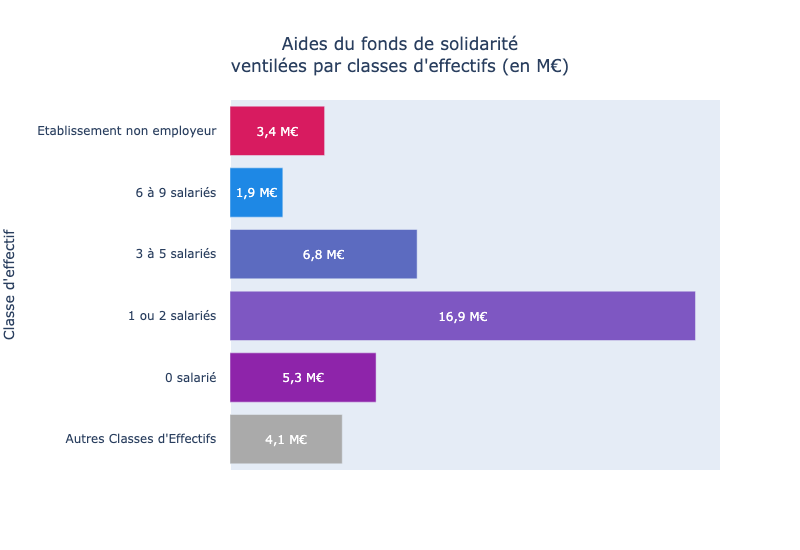 Aides du fonds de solidarité
ventilées par classes d'effectifs (en M€)
Classe d'effectif
Etablissement non employeur
3,4 M€
6 à 9 salariés
1,9 M€
3 à 5 salariés
6,8 M€
1 ou 2 salariés
16,9 M€
0 salarié
5,3 M€
Autres Classes d'Effectifs
4,1 M€